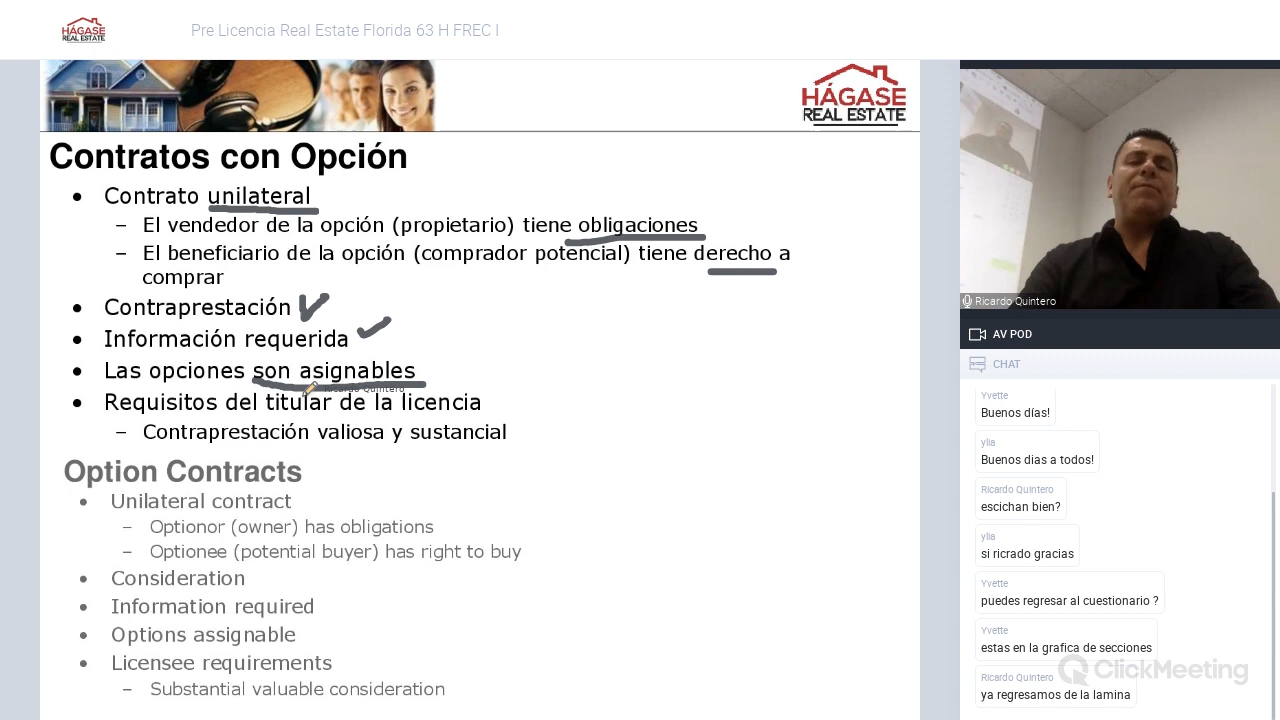 HÁGASE
REAL ESTATE
Pre Licencia Real Estate Florida 63 H FREC I
HÁGASE
REAL ESTATE
Contratos con Opción
• Contrato unilateral
– El vendedor de la opción (propietario) tiene obligaciones
– El beneficiario de la opción (comprador potencial) tiene derecho a
comprar
• Contraprestación
• Información requerida
• Las opciones son asignables
Ricardo Quintero
• Requisitos del titular de la licencia
– Contraprestación valiosa y sustancial
Option Contracts
• Unilateral contract
– Optionor (owner) has obligations
– Optionee (potential buyer) has right to buy
• Consideration
• Information required
• Options assignable
• Licensee requirements
– Substantial valuable consideration
Ricardo Quintero
AV POD
CHAT
Yvette
Buenos días!
ylia
Buenos dias a todos!
Ricardo Quintero
escichan bien?
ylia
si ricrado gracias
Yvette
puedes regresar al cuestionario ?
Yvette
estas en la grafica de secciones
Ricardo Quintero
ya regresamos de la lamina
ClickMeeting